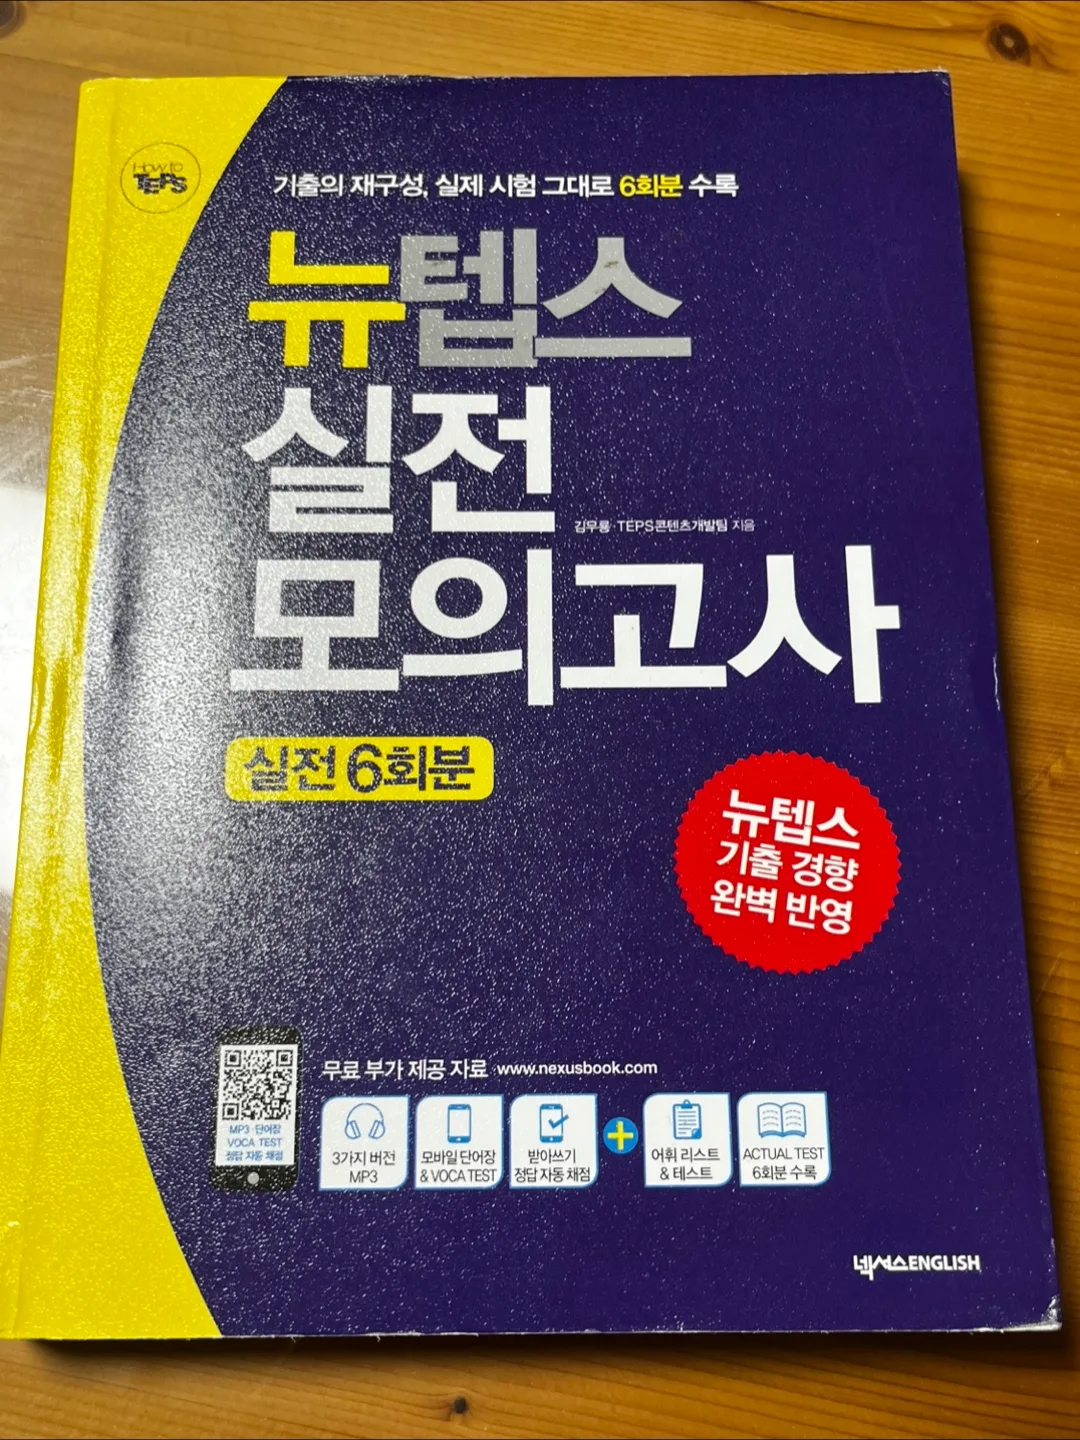 How to
TEPS
기출의 재구성, 실제 시험 그대로 6회분 수록
뉴텝스
실전
김무룡 TEPS콘텐츠개발팀 지음
모의고사
실전 6회분
뉴텝스
기출 경향
완벽 반영
무료 부가 제공 자료 www.nexusbook.com
MP3 단어장
VOCA TEST
정답 자동 채점
3가지 버전
MP3
모바일 단어장
& VOCA TEST
받아쓰기
정답 자동 채점
+
어휘 리스트
& 테스트
ACTUAL TEST
6회분 수록
넥서스ENGLISH